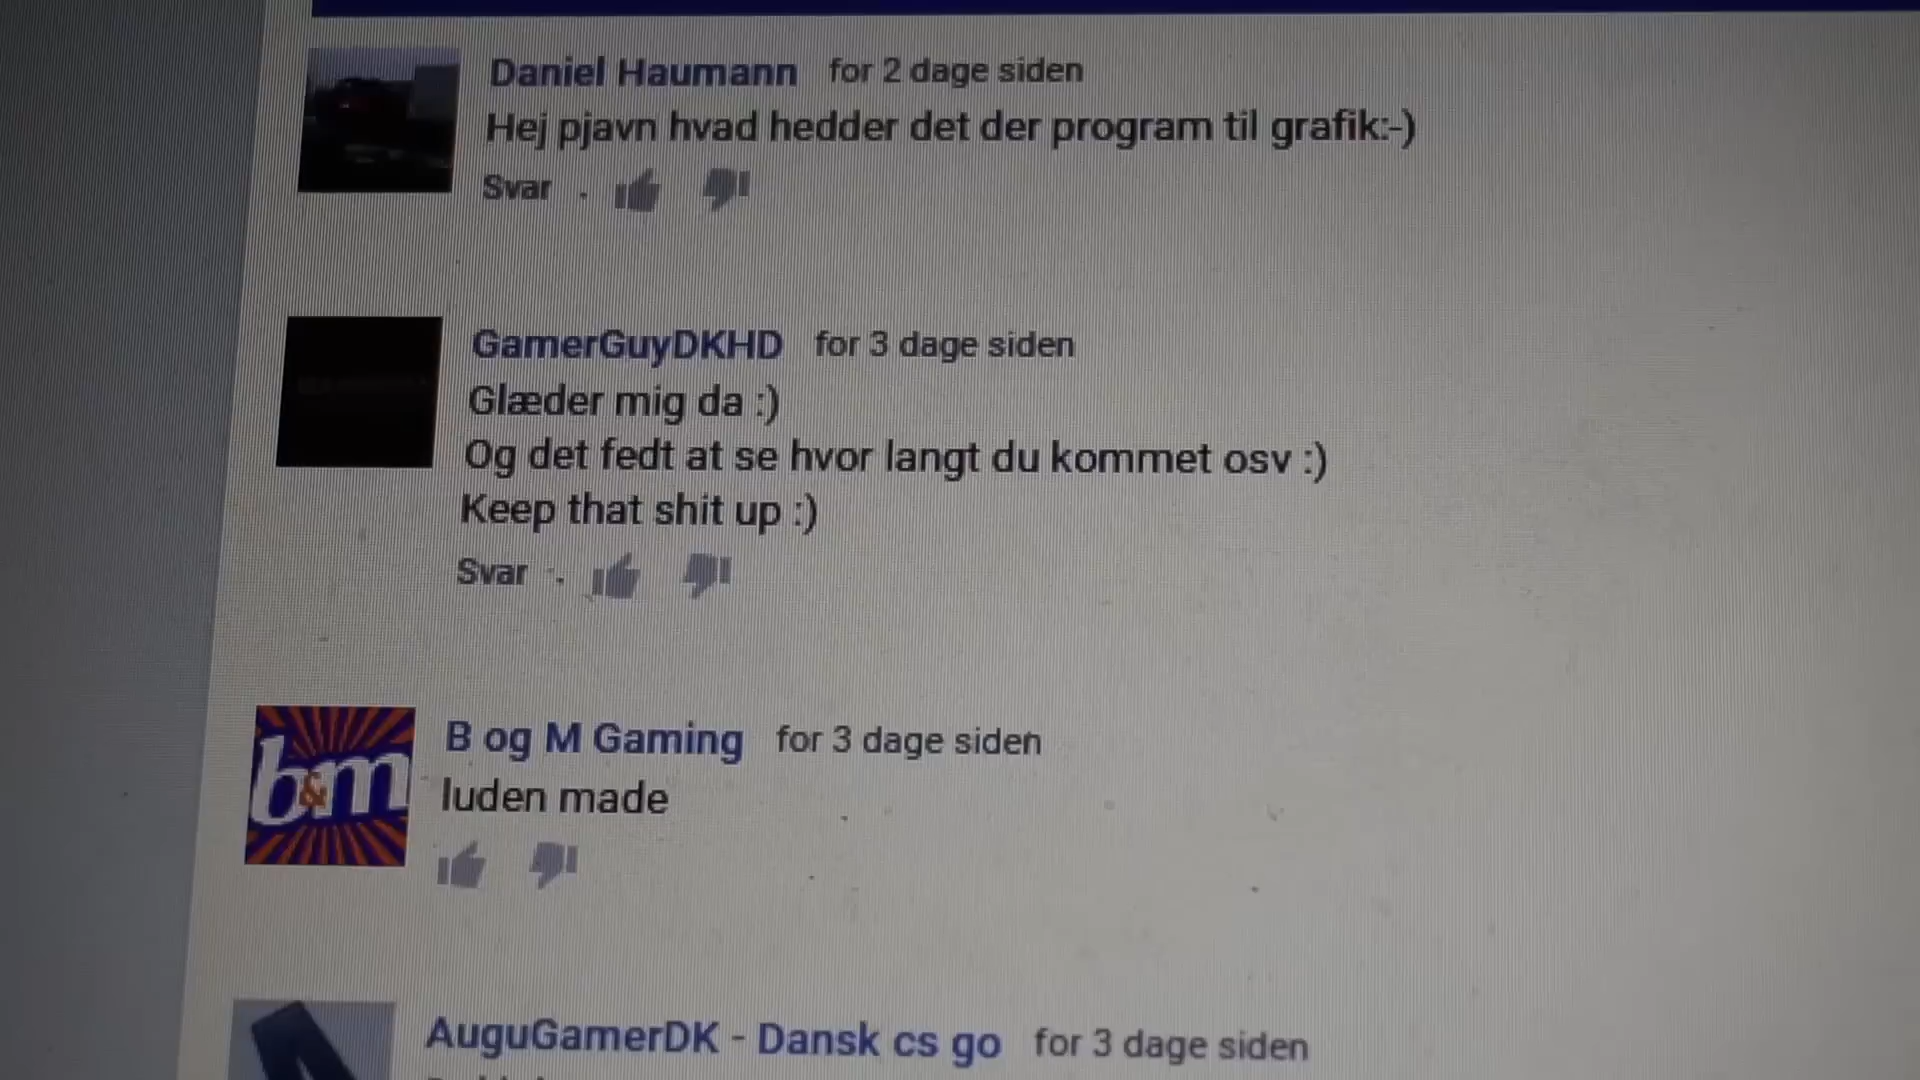 Daniel Haumann for 2 dage siden
Hej pjavn hvad hedder det der program til grafik:-)
Svar .
GamerGuyDKHD for 3 dage siden
Glæder mig da :)
Og det fedt at se hvor langt du kommet osv :)
Keep that shit up :)
Svar .
b&m
B og M Gaming for 3 dage siden
luden made
AuguGamerDK - Dansk cs go for 3 dage siden